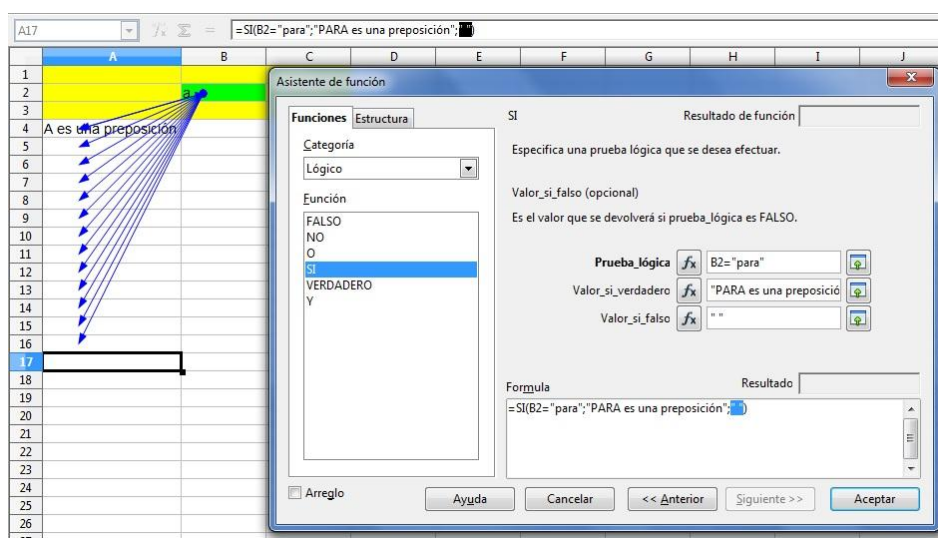 A17
=SI(B2="para";"PARA es una preposición";" ")
A B C D E F G H I J
1
2 a
3
4 A es una preposición
5
6
7
8
9
10
11
12
13
14
15
16
17
18
19
20
21
22
23
24
25
26
Asistente de función
Funciones Estructura
Categoría
Lógico
Función
FALSO
NO
O
SI
VERDADERO
Y
Arreglo
SI Resultado de función
Especifica una prueba lógica que se desea efectuar.
Valor_si_falso (opcional)
Es el valor que se devolverá si prueba_lógica es FALSO.
Prueba_lógica fx B2="para"
Valor_si_verdadero fx "PARA es una preposició
Valor_si_falso fx " "
Formula Resultado
=SI(B2="para";"PARA es una preposición";" ")
Ayuda Cancelar << Anterior Siguiente >> Aceptar